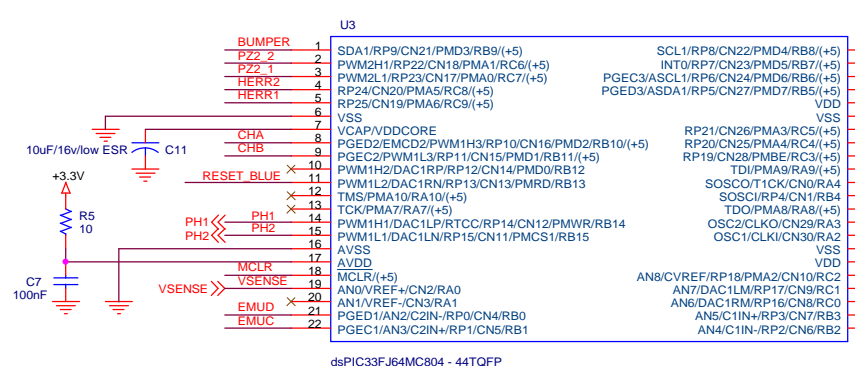 U3
BUMPER 1 SDA1/RP9/CN21/PMD3/RB9/(+5) SCL1/RP8/CN22/PMD4/RB8/(+5)
PZ2_2 2 PWM2H1/RP22/CN18/PMA1/RC6/(+5) INT0/RP7/CN23/PMD5/RB7/(+5)
PZ2_1 3 PWM2L1/RP23/CN17/PMA0/RC7/(+5) PGEC3/ASCL1/RP6/CN24/PMD6/RB6/(+5)
HERR2 4 RP24/CN20/PMA5/RC8/(+5) PGED3/ASDA1/RP5/CN27/PMD7/RB5/(+5)
HERR1 5 RP25/CN19/PMA6/RC9/(+5) VDD
6 VSS VSS
7 VCAP/VDDCORE RP21/CN26/PMA3/RC5/(+5)
CHA 8 PGED2/EMCD2/PWM1H3/RP10/CN16/PMD2/RB10/(+5) RP20/CN25/PMA4/RC4/(+5)
10uF/16v/low ESR C11 CHB 9 PGEC2/PWM1L3/RP11/CN15/PMD1/RB11/(+5) RP19/CN28/PMBE/RC3/(+5)
10 PWM1H2/DAC1RP/RP12/CN14/PMD0/RB12 TDI/PMA9/RA9/(+5)
+3.3V RESET_BLUE 11 PWM1L2/DAC1RN/RP13/CN13/PMRD/RB13 SOSCO/T1CK/CN0/RA4
12 TMS/PMA10/RA10/(+5) SOSCI/RP4/CN1/RB4
13 TCK/PMA7/RA7/(+5) TDO/PMA8/RA8/(+5)
R5 PH1 PH1 14 PWM1H1/DAC1LP/RTCC/RP14/CN12/PMWR/RB14 OSC2/CLKO/CN29/RA3
10 PH2 PH2 15 PWM1L1/DAC1LN/RP15/CN11/PMCS1/RB15 OSC1/CLKI/CN30/RA2
16 AVSS VSS
17 AVDD VDD
C7 MCLR 18 MCLR/(+5) AN8/CVREF/RP18/PMA2/CN10/RC2
100nF VSENSE VSENSE 19 AN0/VREF+/CN2/RA0 AN7/DAC1LM/RP17/CN9/RC1
20 AN1/VREF-/CN3/RA1 AN6/DAC1RM/RP16/CN8/RC0
EMUD 21 PGED1/AN2/C2IN-/RP0/CN4/RB0 AN5/C1IN+/RP3/CN7/RB3
EMUC 22 PGEC1/AN3/C2IN+/RP1/CN5/RB1 AN4/C1IN-/RP2/CN6/RB2
dsPIC33FJ64MC804 - 44TQFP